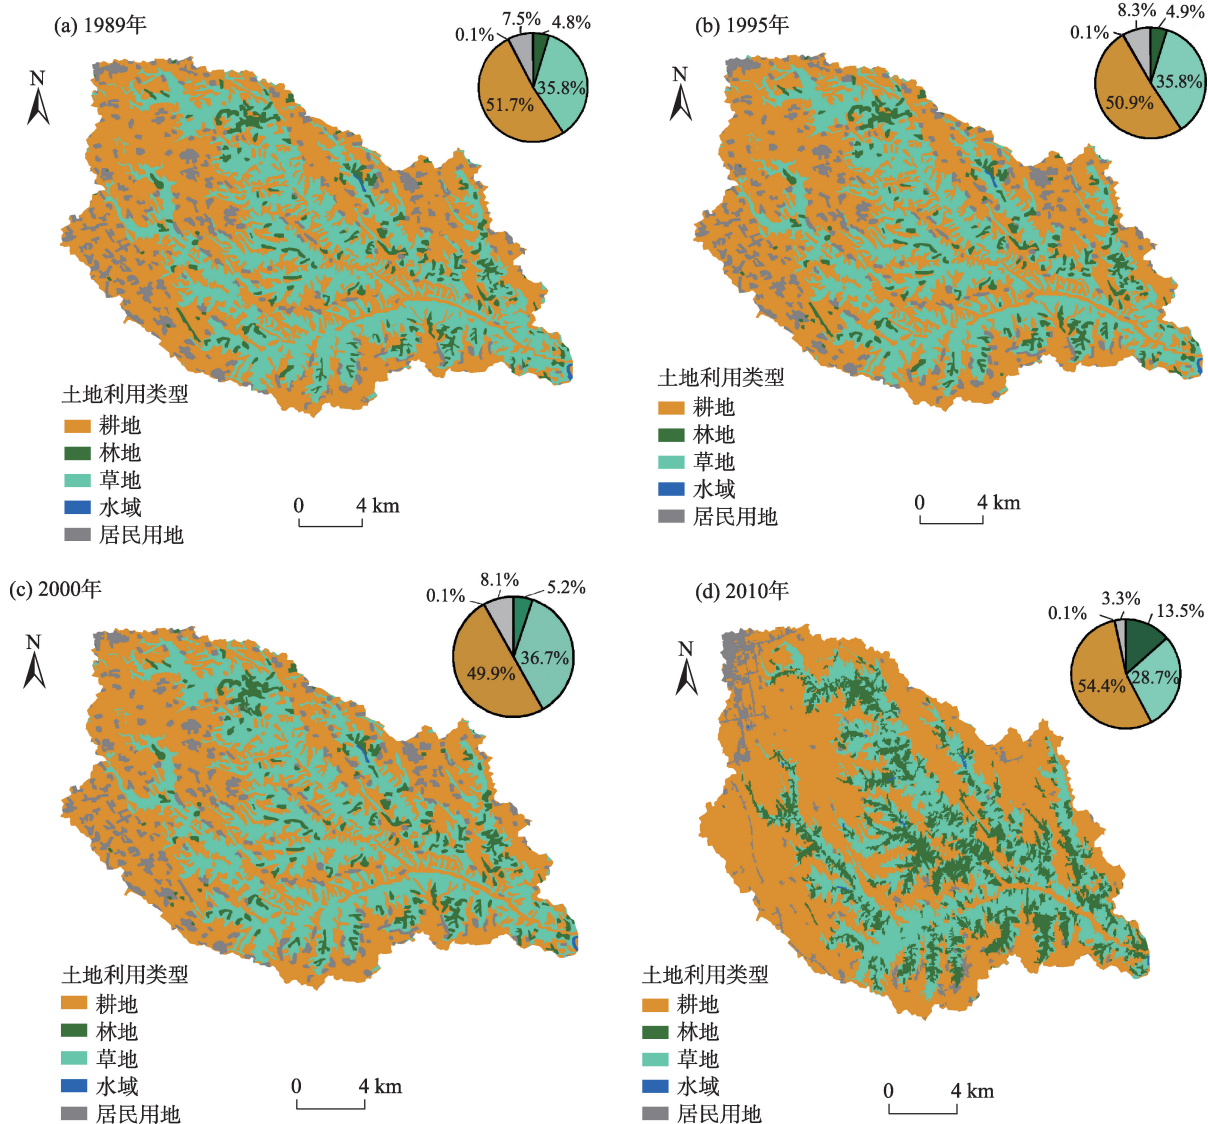 (a) 1989年
7.5%
4.8%
0.1%
35.8%
51.7%
N
土地利用类型
耕地
林地
草地
水域
居民用地
0 4 km
(b) 1995年
8.3%
4.9%
0.1%
35.8%
50.9%
N
土地利用类型
耕地
林地
草地
水域
居民用地
0 4 km
(c) 2000年
8.1%
5.2%
0.1%
36.7%
49.9%
N
土地利用类型
耕地
林地
草地
水域
居民用地
0 4 km
(d) 2010年
3.3%
13.5%
0.1%
28.7%
54.4%
N
土地利用类型
耕地
林地
草地
水域
居民用地
0 4 km